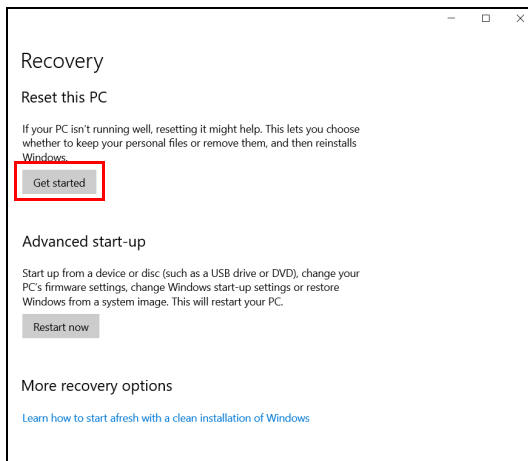 Recovery
Reset this PC
If your PC isn't running well, resetting it might help. This lets you choose
whether to keep your personal files or remove them, and then reinstalls
Windows.
Get started
Advanced start-up
Start up from a device or disc (such as a USB drive or DVD), change your
PC's firmware settings, change Windows start-up settings or restore
Windows from a system image. This will restart your PC.
Restart now
More recovery options
Learn how to start afresh with a clean installation of Windows